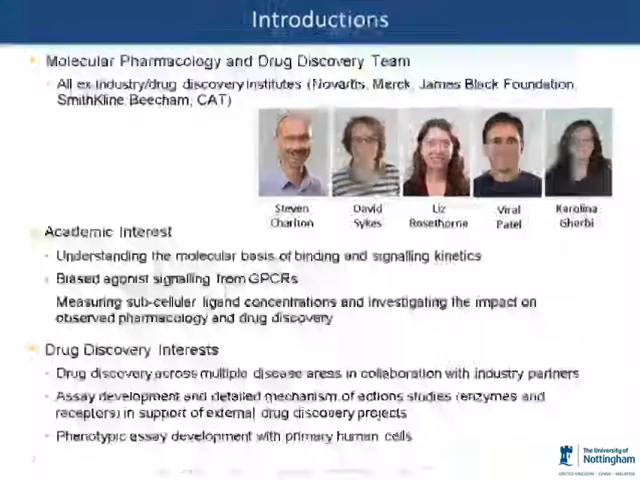 Introductions
Molecular Pharmacology and Drug Discovery Team
All ex industry/drug discovery institutes (Novartis, Merck, James Black Foundation,
SmithKline Beecham, CAT)
Steven
Charlton
David
Sykes
Liz
Rosethorne
Viral
Patel
Karolina
Gherbi
Academic Interest
Understanding the molecular basis of binding and signalling kinetics
Biased agonist signalling from GPCRs
Measuring sub-cellular ligand concentrations and investigating the impact on
observed pharmacology and drug discovery
Drug Discovery Interests
Drug discovery across multiple disease areas in collaboration with industry partners
Assay development and detailed mechanism of actions studies (enzymes and
receptors) in support of external drug discovery projects
Phenotypic assay development with primary human cells
The University of
Nottingham
UNITED KINGDOM · CHINA · MALAYSIA